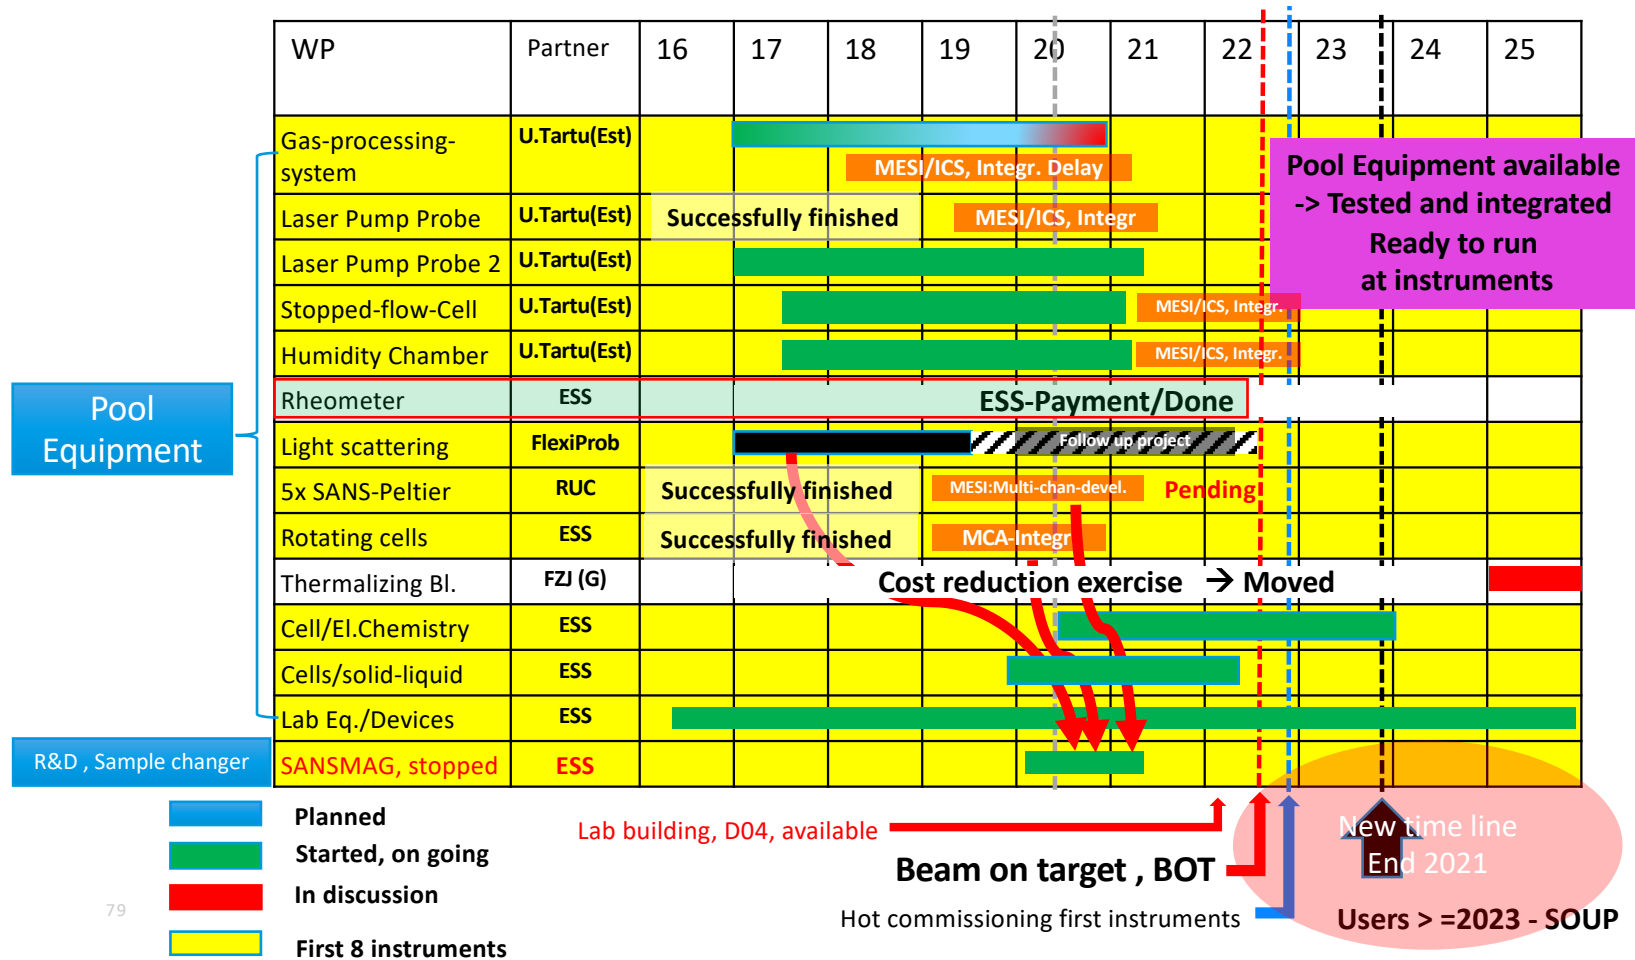 WP Partner 16 17 18 19 20 21 22 23 24 25
Gas-processing-
system
U.Tartu(Est)
MESI/ICS, Integr. Delay
Pool Equipment available
-> Tested and integrated
Ready to run
at instruments
Laser Pump Probe U.Tartu(Est) Successfully finished MESI/ICS, Integr
Laser Pump Probe 2 U.Tartu(Est)
Stopped-flow-Cell U.Tartu(Est) MESI/ICS, Integr.
Humidity Chamber U.Tartu(Est) MESI/ICS, Integr.
Pool
Equipment
Rheometer ESS ESS-Payment/Done
Light scattering FlexiProb Follow up project
5x SANS-Peltier RUC Successfully finished MESI:Multi-chan-devel. Pending
Rotating cells ESS Successfully finished MCA-Integr
Thermalizing Bl. FZJ (G) Cost reduction exercise → Moved
Cell/El.Chemistry ESS
Cells/solid-liquid ESS
Lab Eq./Devices ESS
R&D , Sample changer SANSMAG, stopped ESS
Planned
Started, on going
In discussion
First 8 instruments
Lab building, D04, available
Beam on target , BOT
Hot commissioning first instruments
New time line
End 2021
Users > =2023 - SOUP
79